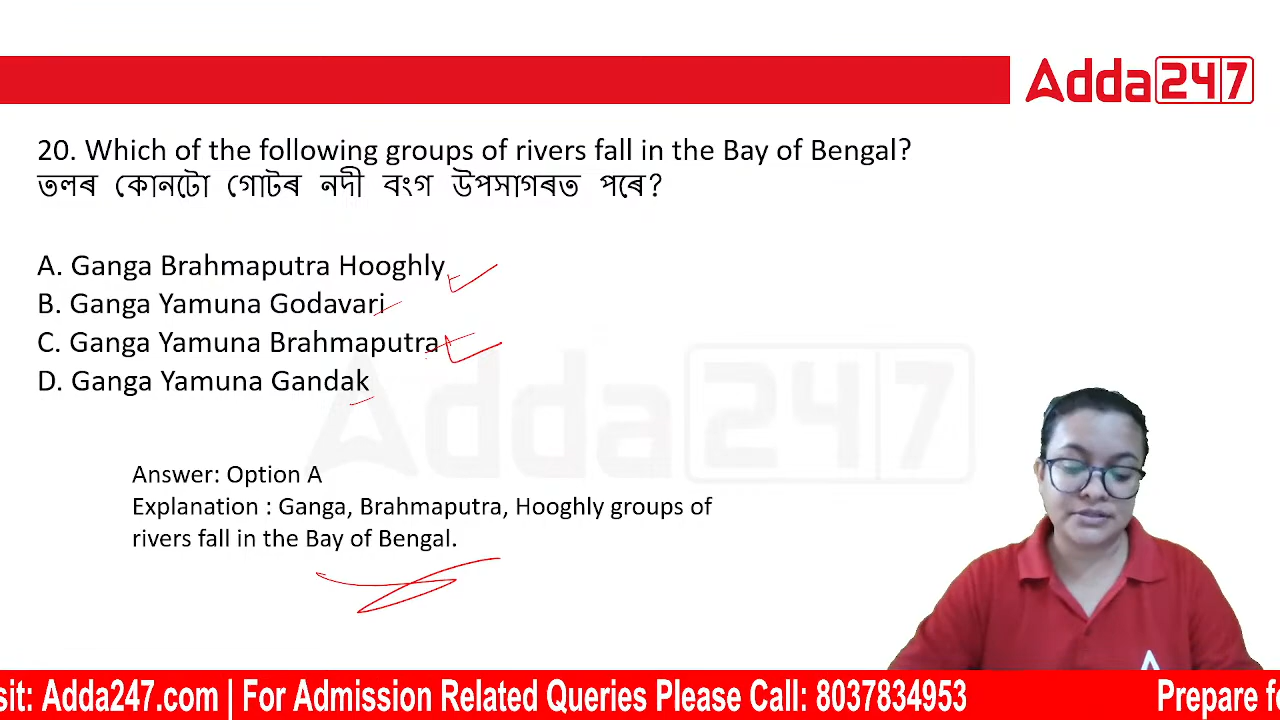 Adda247
20. Which of the following groups of rivers fall in the Bay of Bengal?
তলৰ কোনটো গোটৰ নদী বংগ উপসাগৰত পৰে?
A. Ganga Brahmaputra Hooghly
B. Ganga Yamuna Godavari
C. Ganga Yamuna Brahmaputra
D. Ganga Yamuna Gandak
Adda247
Answer: Option A
Explanation : Ganga, Brahmaputra, Hooghly groups of
rivers fall in the Bay of Bengal.
sit: Adda247.com | For Admission Related Queries Please Call: 8037834953 Prepare fo